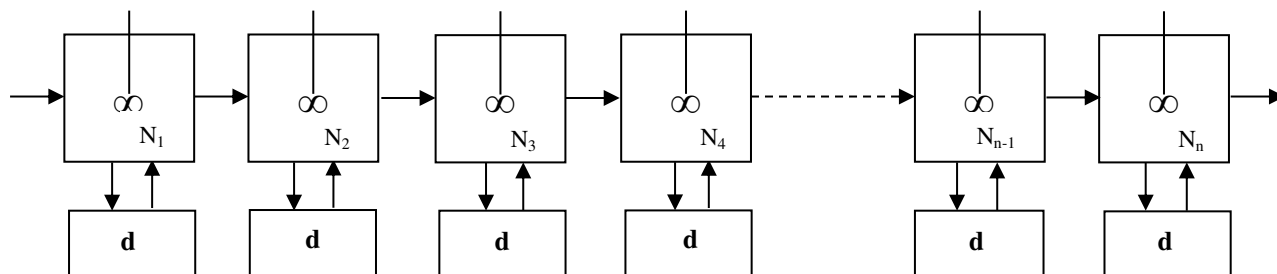 ∞ ∞ ∞ ∞ ∞ ∞
N₁ N₂ N₃ N₄ Nₙ₋₁ Nₙ
d d d d d d